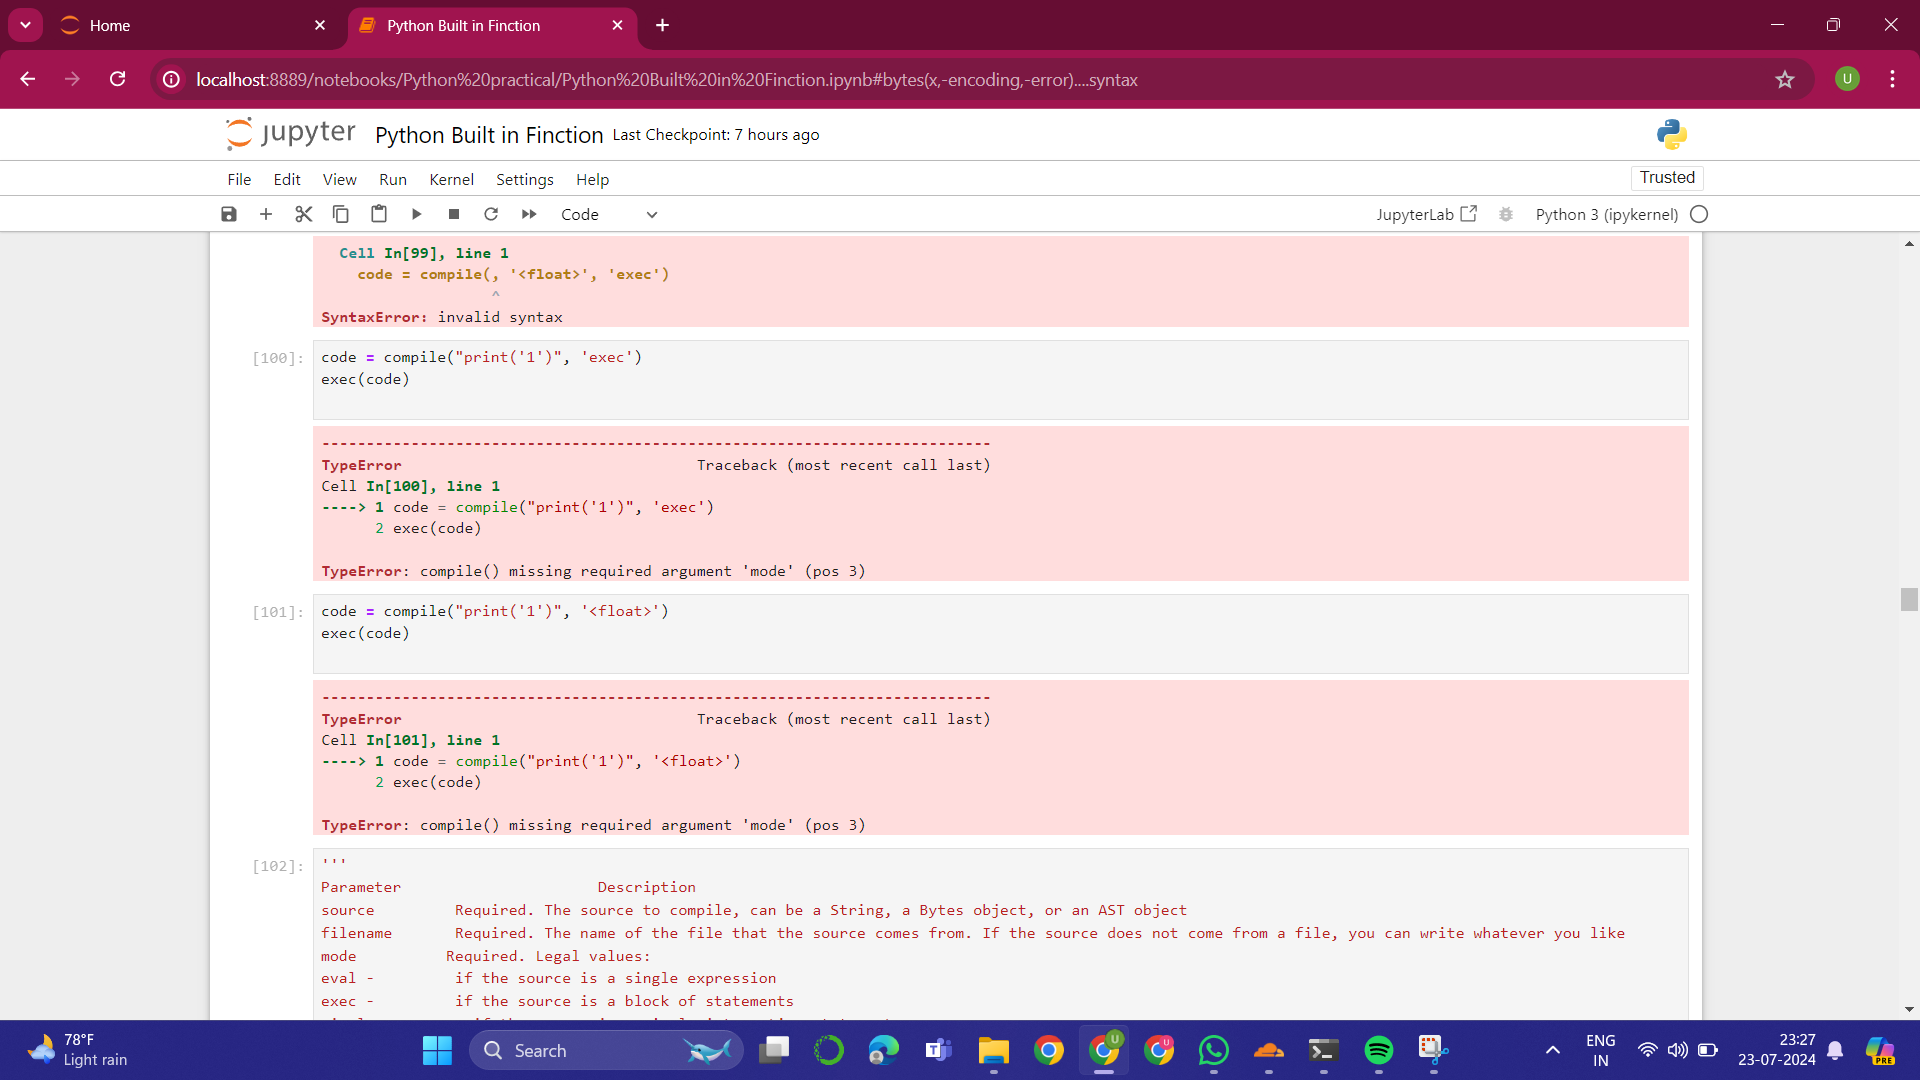 Home
Python Built in Finction
localhost:8889/notebooks/Python%20practical/Python%20Built%20in%20Finction.ipynb#bytes(x,-encoding,-error)....syntax
U
jupyter Python Built in Finction Last Checkpoint: 7 hours ago
File Edit View Run Kernel Settings Help
Trusted
Code
JupyterLab
Python 3 (ipykernel)
Cell In[99], line 1
code = compile(, '<float>', 'exec')
^
SyntaxError: invalid syntax
[100]:
code = compile("print('1')", 'exec')
exec(code)
---------------------------------------------------------------------------
TypeError Traceback (most recent call last)
Cell In[100], line 1
----> 1 code = compile("print('1')", 'exec')
2 exec(code)
TypeError: compile() missing required argument 'mode' (pos 3)
[101]:
code = compile("print('1')", '<float>')
exec(code)
---------------------------------------------------------------------------
TypeError Traceback (most recent call last)
Cell In[101], line 1
----> 1 code = compile("print('1')", '<float>')
2 exec(code)
TypeError: compile() missing required argument 'mode' (pos 3)
[102]:
'''
Parameter Description
source Required. The source to compile, can be a String, a Bytes object, or an AST object
filename Required. The name of the file that the source comes from. If the source does not come from a file, you can write whatever you like
mode Required. Legal values:
eval - if the source is a single expression
exec - if the source is a block of statements
78°F
Light rain
Search
U
U
ENG
IN
23:27
23-07-2024
PRE